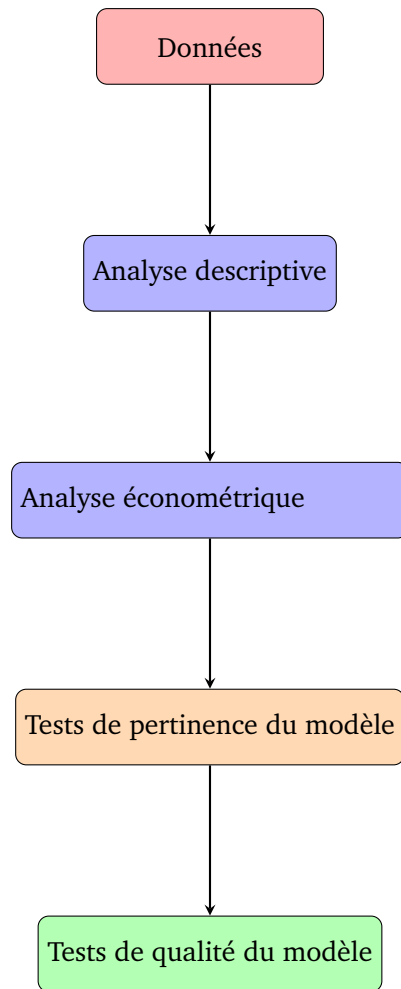 Données
Analyse descriptive
Analyse économétrique
Tests de pertinence du modèle
Tests de qualité du modèle